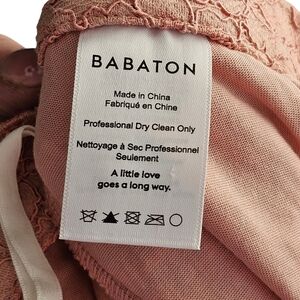 BABATON
Made in China
Fabriqué en Chine
Professional Dry Clean Only
Nettoyage à Sec Professionnel
Seulement
A little love
goes a long way.